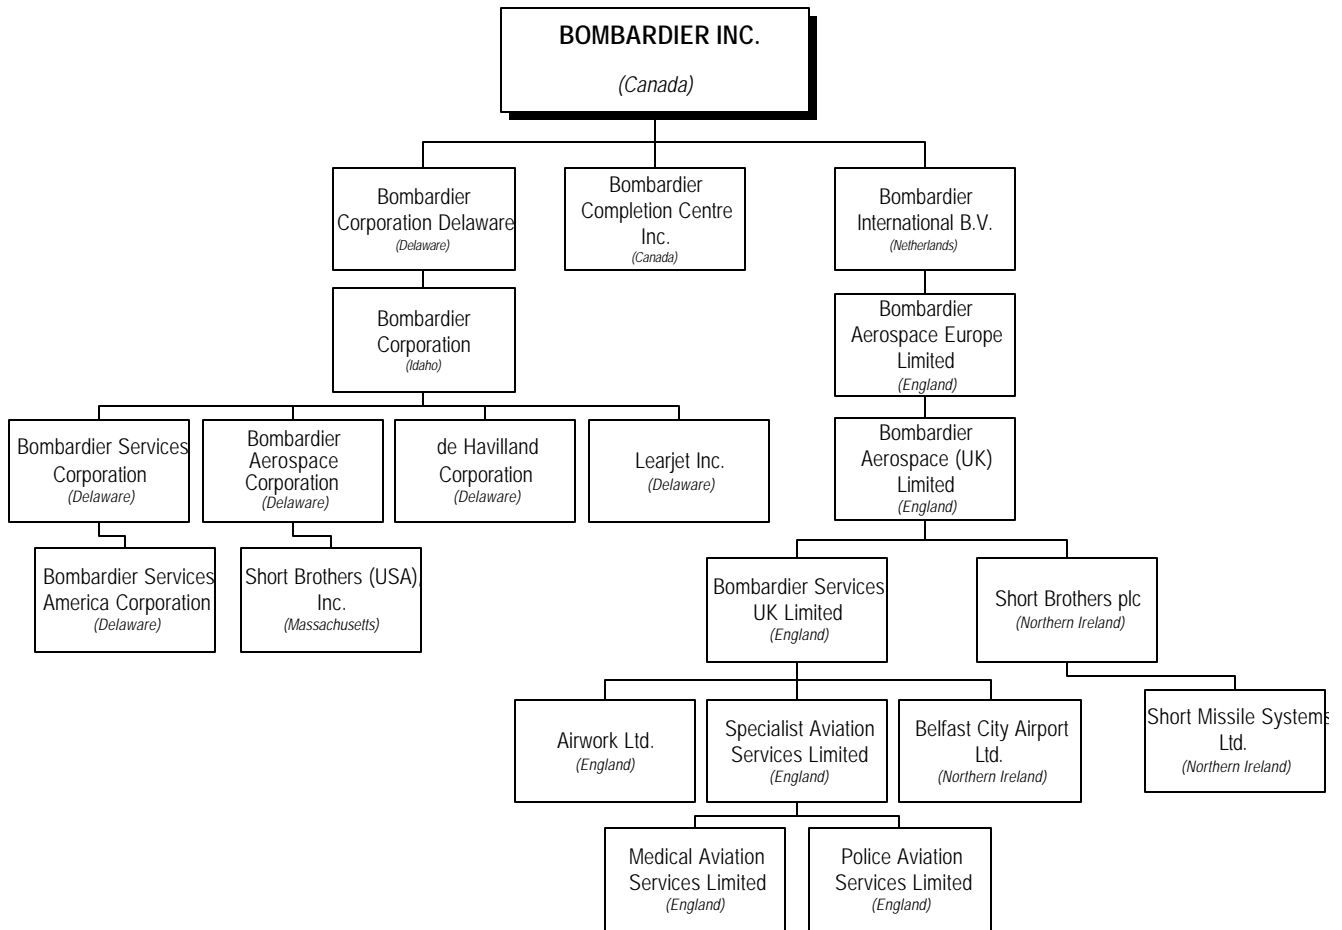 BOMBARDIER INC.
(Canada)
Bombardier
Corporation Delaware
(Delaware)
Bombardier
Completion Centre
Inc.
(Canada)
Bombardier
International B.V.
(Netherlands)
Bombardier
Corporation
(Idaho)
Bombardier
Aerospace Europe
Limited
(England)
Bombardier Services
Corporation
(Delaware)
Bombardier
Aerospace
Corporation
(Delaware)
de Havilland
Corporation
(Delaware)
Learjet Inc.
(Delaware)
Bombardier
Aerospace (UK)
Limited
(England)
Bombardier Services
America Corporation
(Delaware)
Short Brothers (USA),
Inc.
(Massachusetts)
Bombardier Services
UK Limited
(England)
Short Brothers plc
(Northern Ireland)
Airwork Ltd.
(England)
Specialist Aviation
Services Limited
(England)
Belfast City Airport
Ltd.
(Northern Ireland)
Short Missile Systems
Ltd.
(Northern Ireland)
Medical Aviation
Services Limited
(England)
Police Aviation
Services Limited
(England)